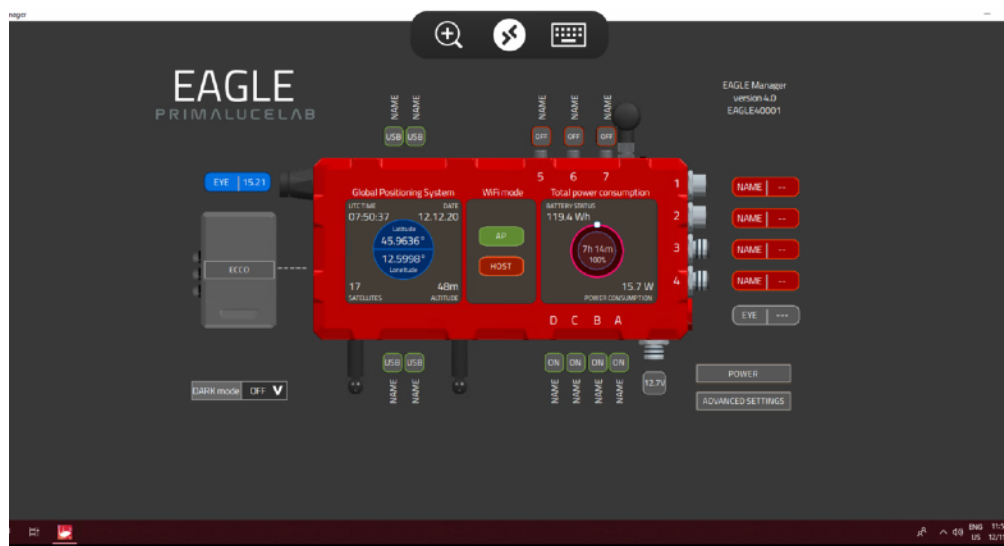 nager
EAGLE
PRIMALUCELAB
EAGLE Manager
version 4.0
EAGLE40001
NAME
NAME
USB
USB
NAME
NAME
NAME
OFF
OFF
OFF
5 6 7
EYE | 15.21
Global Positioning System
UTC TIME
DATE
07:50:37
12.12.20
Latitude
45.9636°
12.5998°
Longitude
17
48m
SATELLITES
ALTITUDE
WiFi mode
AP
HOST
Total power consumption
BATTERY STATUS
119.4 Wh
7h 14m
100%
15.7 W
POWER CONSUMPTION
D C B A
1
2
3
4
NAME | --
NAME | --
NAME | --
NAME | --
EYE | ---
ECCO
USB
USB
NAME
NAME
ON
ON
ON
ON
NAME
NAME
NAME
NAME
12.7V
POWER
ADVANCED SETTINGS
DARK mode
OFF
ENG
US